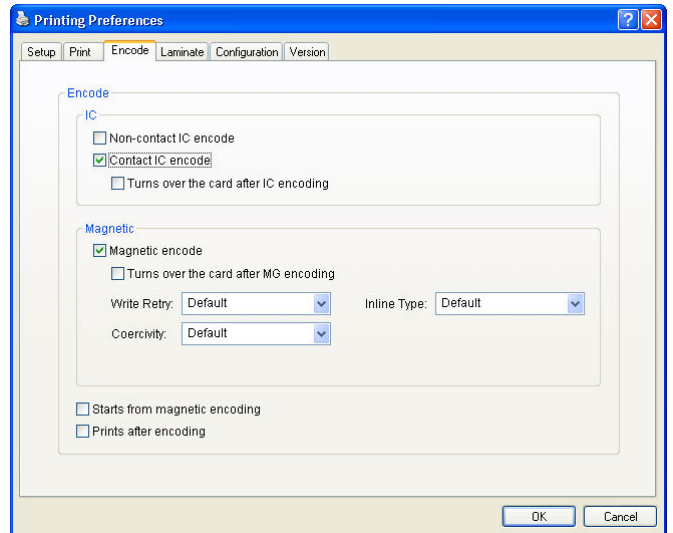 Printing Preferences
Setup Print Encode Laminate Configuration Version
Encode
IC
Non-contact IC encode
Contact IC encode
Turns over the card after IC encoding
Magnetic
Magnetic encode
Turns over the card after MG encoding
Write Retry: Default Inline Type: Default
Coercivity: Default
Starts from magnetic encoding
Prints after encoding
OK Cancel